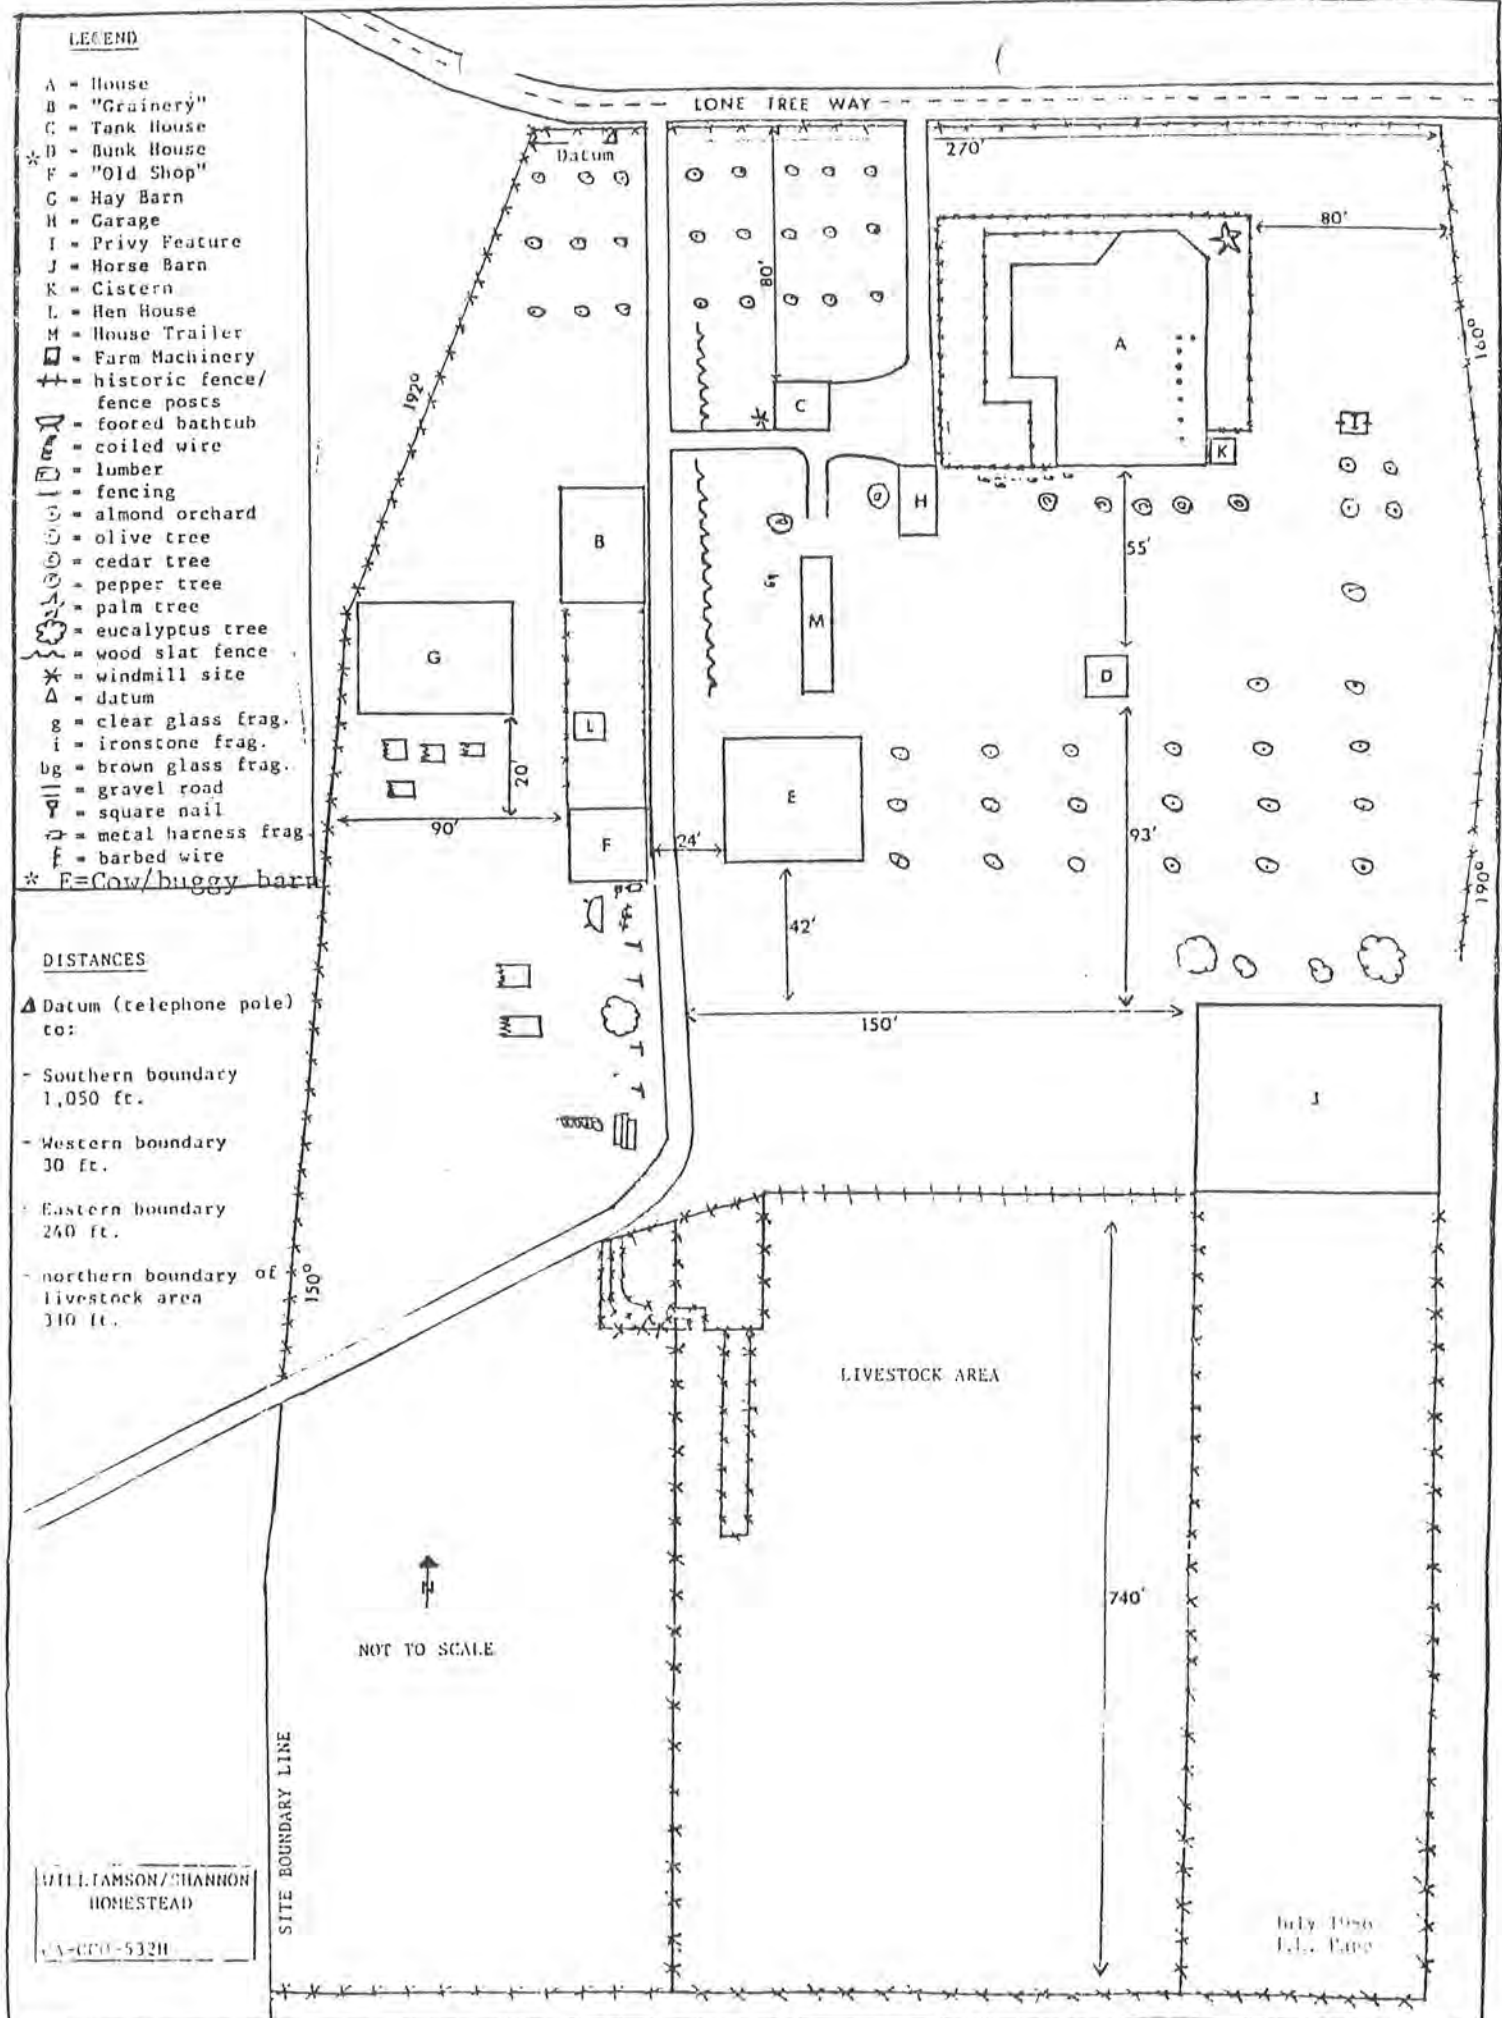 LEGEND
A = House
B = "Grainery"
C = Tank House
* D = Bunk House
F = "Old Shop"
G = Hay Barn
H = Garage
I = Privy Feature
J = Horse Barn
K = Cistern
L = Hen House
M = House Trailer
= Farm Machinery
= historic fence/
fence posts
= footed bathtub
= coiled wire
= lumber
= fencing
= almond orchard
= olive tree
= cedar tree
= pepper tree
= palm tree
= eucalyptus tree
= wood slat fence
= windmill site
Δ = datum
g = clear glass frag.
i = ironstone frag.
bg = brown glass frag.
= gravel road
= square nail
= metal harness frag
= barbed wire
* E=Cow/buggy barn
DISTANCES
Δ Datum (telephone pole)
to:
- Southern boundary
1,050 ft.
- Western boundary
30 ft.
- Eastern boundary
240 ft.
- northern boundary of
livestock area
310 ft.
LONE TREE WAY
Datum
270'
80'
80'
192°
160°
A
C
K
I
H
B
55'
M
G
D
L
20'
E
90'
F
24'
93'
190°
42'
150'
J
150°
LIVESTOCK AREA
740'
N
NOT TO SCALE
SITE BOUNDARY LINE
WILLIAMSON/SHANNON
HOMESTEAD
CA-CCO-532H
July 1986